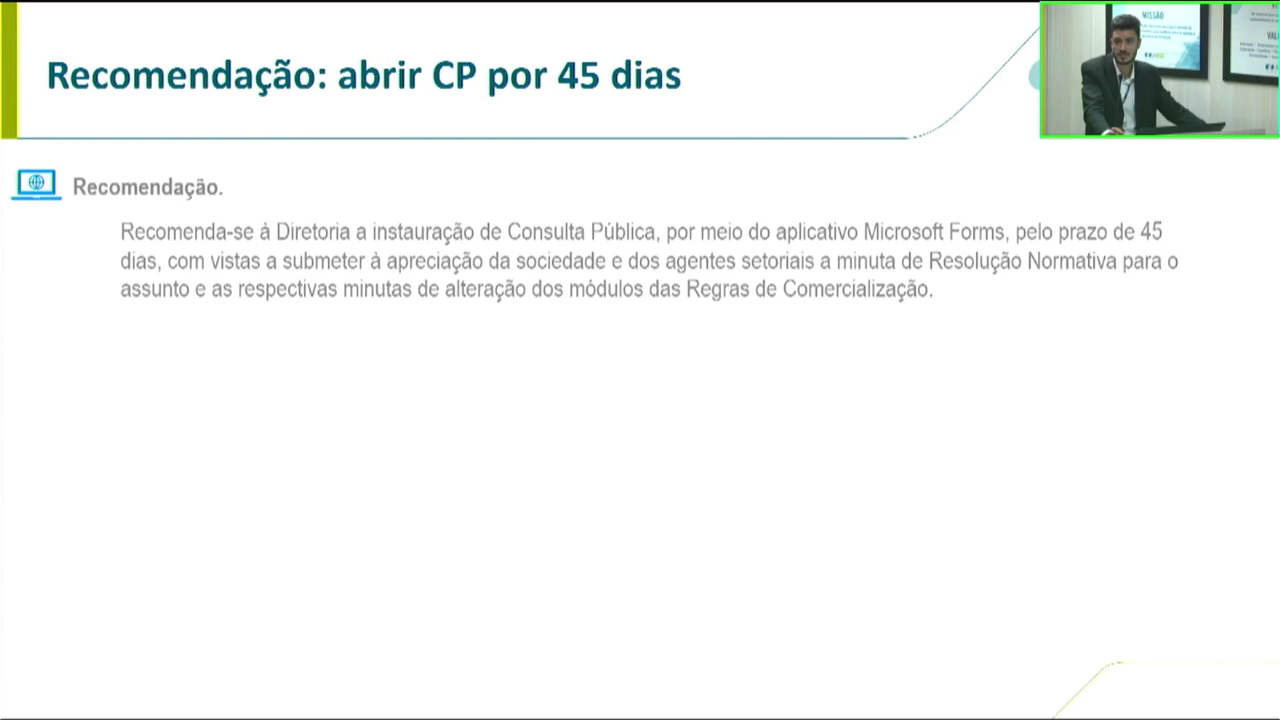 Recomendação: abrir CP por 45 dias
MISSÃO
Recomendação.
Recomenda-se à Diretoria a instauração de Consulta Pública, por meio do aplicativo Microsoft Forms, pelo prazo de 45
dias, com vistas a submeter à apreciação da sociedade e dos agentes setoriais a minuta de Resolução Normativa para o
assunto e as respectivas minutas de alteração dos módulos das Regras de Comercialização.